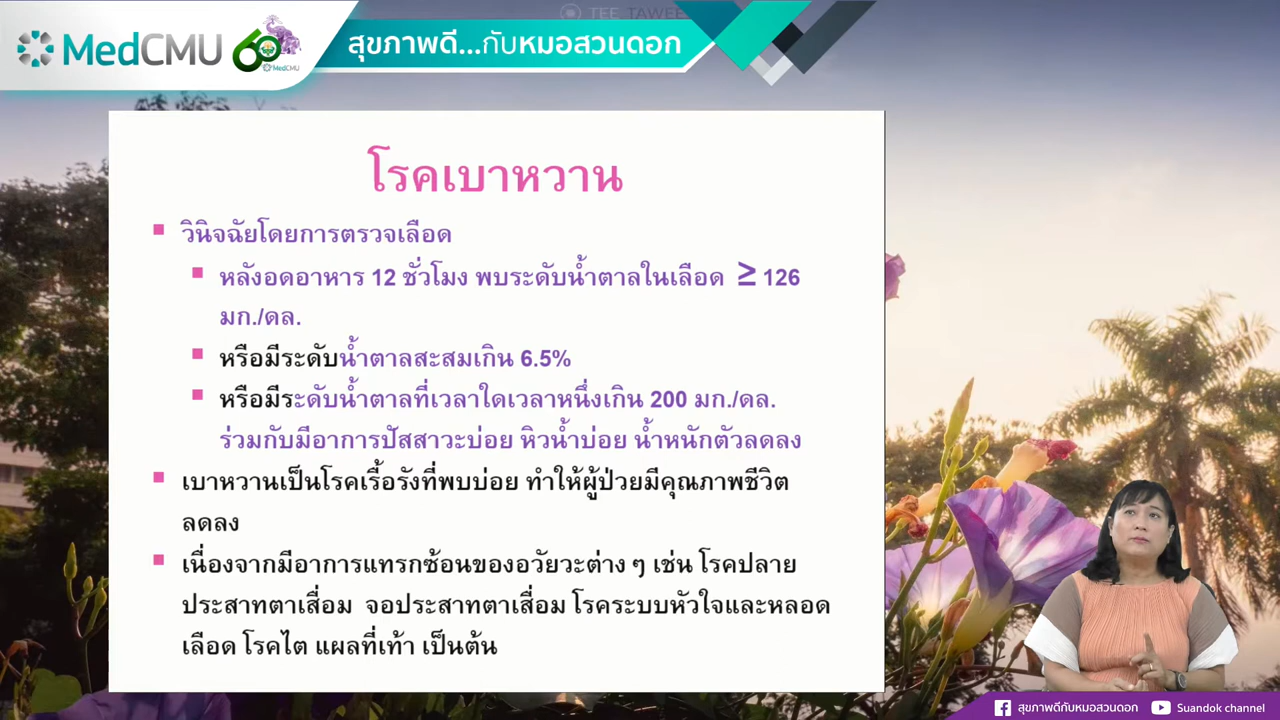 TEE TAWEE
MedCMU
60
MedCMU
สุขภาพดี...กับหมอสวนดอก
โรคเบาหวาน
วินิจฉัยโดยการตรวจเลือด
หลังอดอาหาร 12 ชั่วโมง พบระดับน้ำตาลในเลือด ≥ 126
มก./ดล.
หรือมีระดับน้ำตาลสะสมเกิน 6.5%
หรือมีระดับน้ำตาลที่เวลาใดเวลาหนึ่งเกิน 200 มก./ดล.
ร่วมกับมีอาการปัสสาวะบ่อย หิวน้ำบ่อย น้ำหนักตัวลดลง
เบาหวานเป็นโรคเรื้อรังที่พบบ่อย ทำให้ผู้ป่วยมีคุณภาพชีวิต
ลดลง
เนื่องจากมีอาการแทรกซ้อนของอวัยวะต่าง ๆ เช่น โรคปลาย
ประสาทตาเสื่อม จอประสาทตาเสื่อม โรคระบบหัวใจและหลอด
เลือด โรคไต แผลที่เท้า เป็นต้น
สุขภาพดีกับหมอสวนดอก
Suandok channel